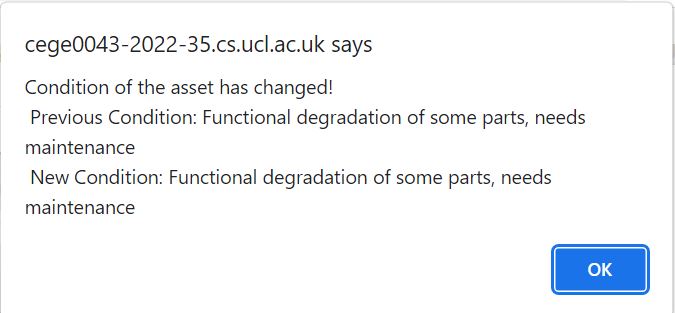 cege0043-2022-35.cs.ucl.ac.uk says
Condition of the asset has changed!
Previous Condition: Functional degradation of some parts, needs
maintenance
New Condition: Functional degradation of some parts, needs
maintenance
OK